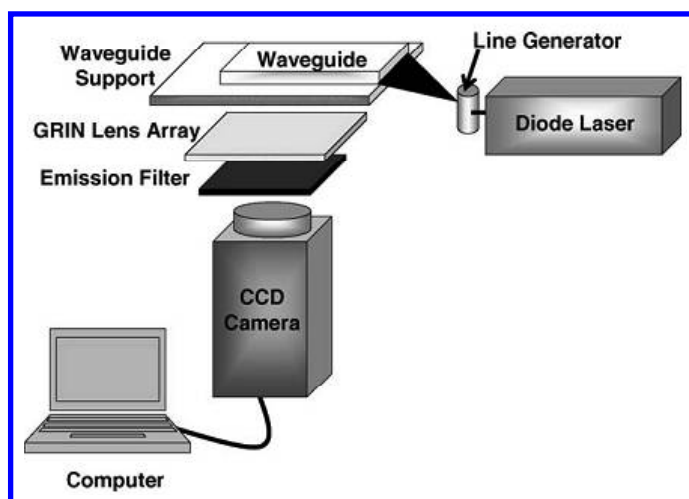 Waveguide
Support
Waveguide
Line Generator
Diode Laser
GRIN Lens Array
Emission Filter
CCD
Camera
Computer